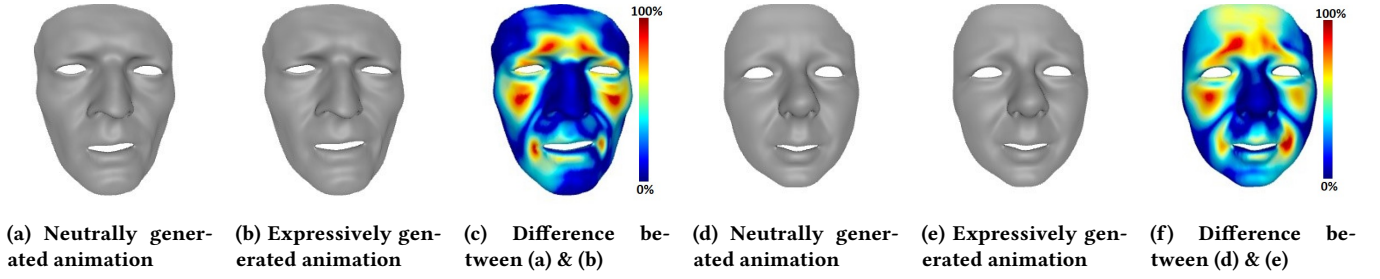 100%
0%
100%
0%
(a) Neutrally gener-
ated animation
(b) Expressively gen-
erated animation
(c) Difference be-
tween (a) & (b)
(d) Neutrally gener-
ated animation
(e) Expressively gen-
erated animation
(f) Difference be-
tween (d) & (e)